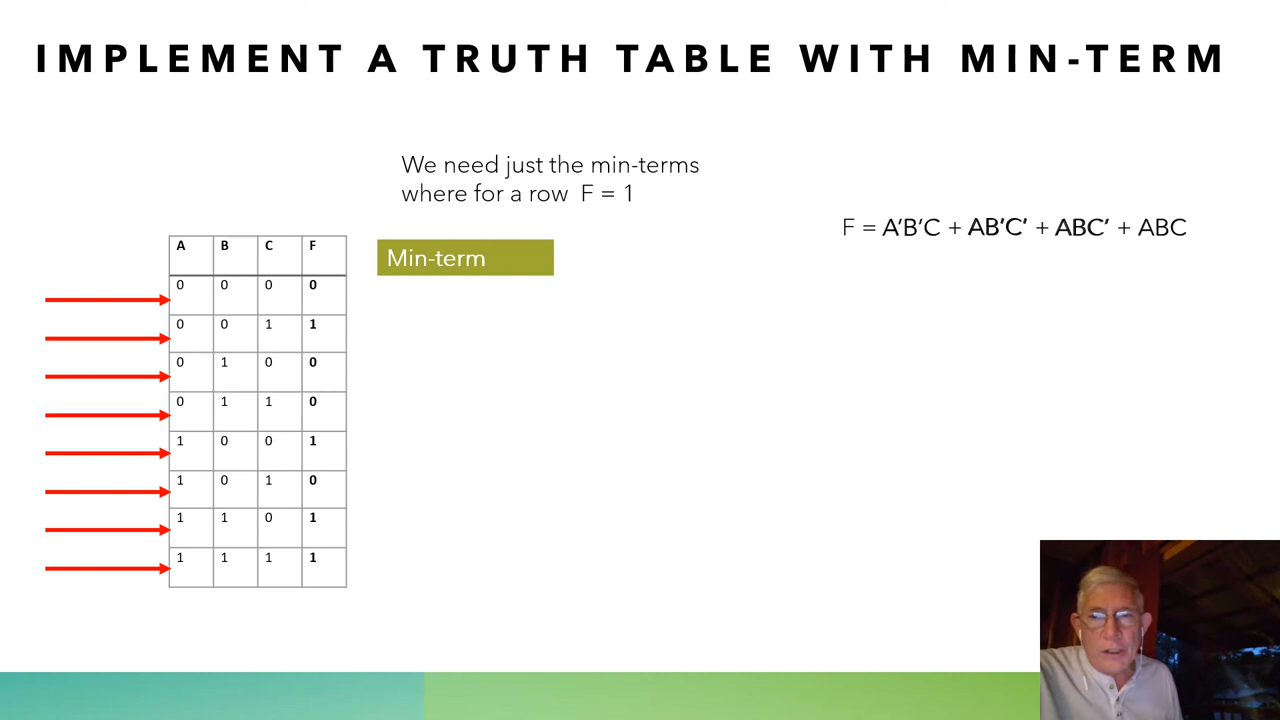 IMPLEMENT A TRUTH TABLE WITH MIN-TERM
We need just the min-terms
where for a row F = 1
F = A'B'C + AB'C' + ABC' + ABC
Min-term
A B C F
0 0 0 0
0 0 1 1
0 1 0 0
0 1 1 0
1 0 0 1
1 0 1 0
1 1 0 1
1 1 1 1